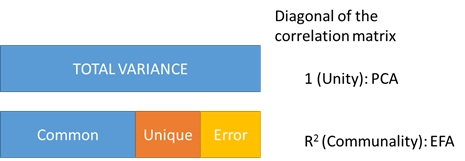 Diagonal of the
correlation matrix
TOTAL VARIANCE
1 (Unity): PCA
Common
Unique
Error
R² (Communality): EFA